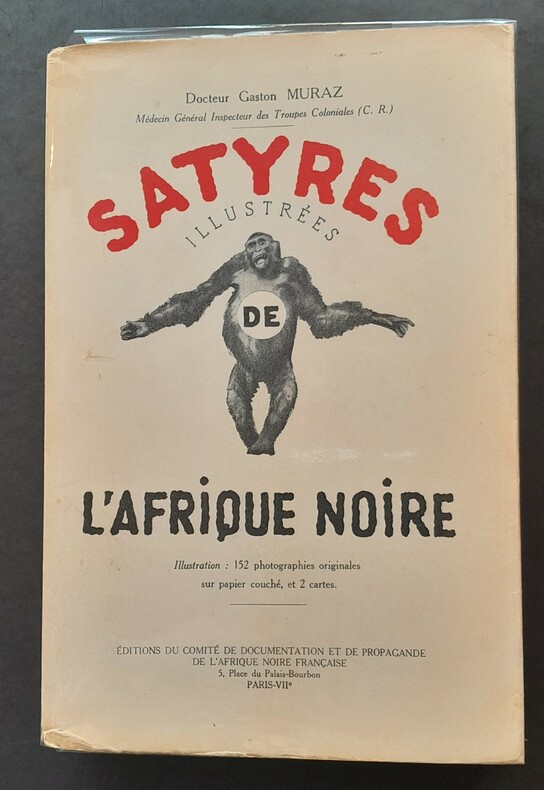 Docteur Gaston MURAZ
Médecin Général Inspecteur des Troupes Coloniales (C. R.)
SATYRES
ILLUSTRÉES
DE
L'AFRIQUE NOIRE
Illustration : 152 photographies originales
sur papier couché, et 2 cartes.
ÉDITIONS DU COMITÉ DE DOCUMENTATION ET DE PROPAGANDE
DE L'AFRIQUE NOIRE FRANÇAISE
5, Place du Palais-Bourbon
PARIS-VIIᵉ